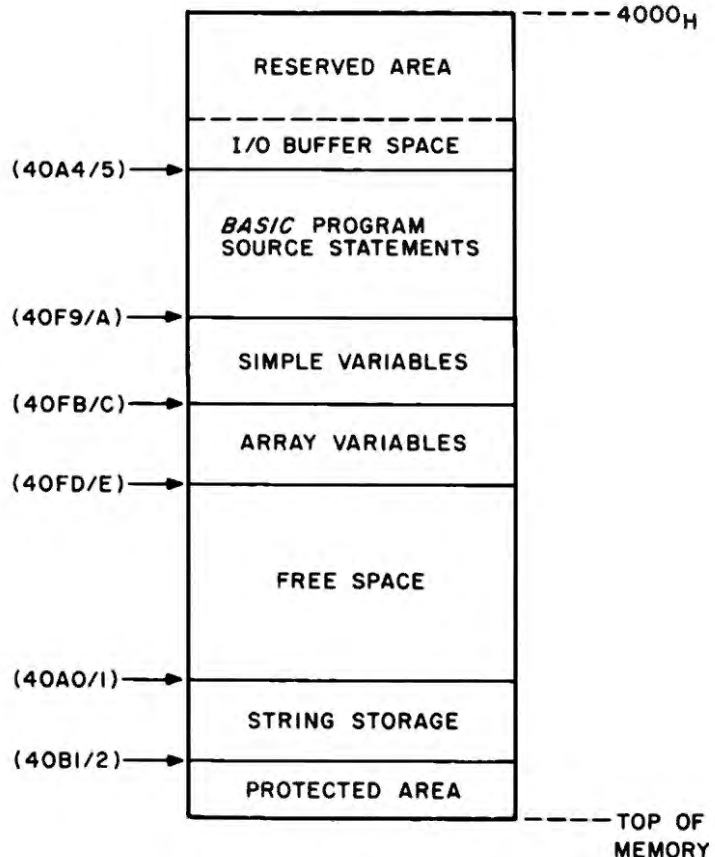 4000H
RESERVED AREA
I/O BUFFER SPACE
(40A4/5)
BASIC PROGRAM
SOURCE STATEMENTS
(40F9/A)
SIMPLE VARIABLES
(40FB/C)
ARRAY VARIABLES
(40FD/E)
FREE SPACE
(40A0/1)
STRING STORAGE
(40B1/2)
PROTECTED AREA
TOP OF
MEMORY